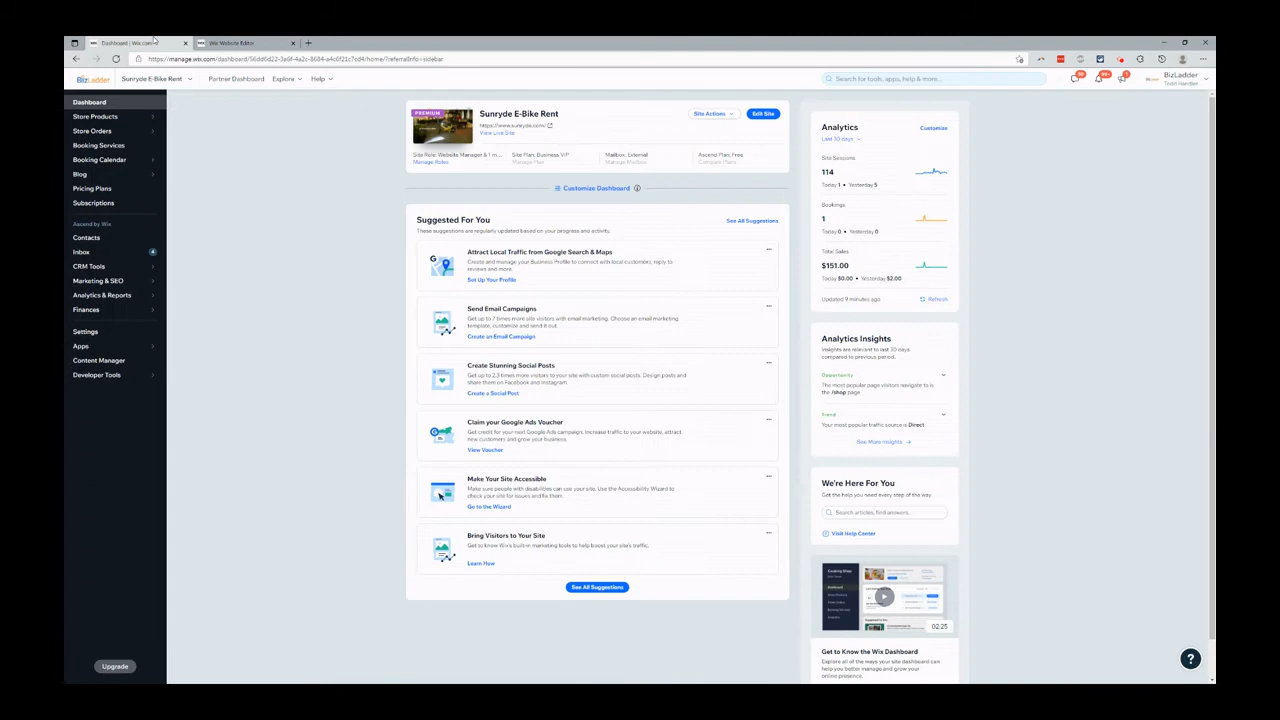 Dashboard | Wix.com
Wix Website Editor
https://manage.wix.com/dashboard/56dd6d22-3a9f-4a2c-8684-a4c6f21c7cd4/home/?referralInfo=sidebar
BizLadder
Sunryde E-Bike Rent
Partner Dashboard
Explore
Help
Search for tools, apps, help & more...
BizLadder
Todd Handler
Dashboard
Store Products
Store Orders
Booking Services
Booking Calendar
Blog
Pricing Plans
Subscriptions
Ascend by Wix
Contacts
Inbox
4
CRM Tools
Marketing & SEO
Analytics & Reports
Finances
Settings
Apps
Content Manager
Developer Tools
Upgrade
PREMIUM
Sunryde E-Bike Rent
https://www.sunryde.com/
View Live Site
Site Actions
Edit Site
Site Role: Website Manager & 1 m...
Manage Roles
Site Plan: Business VIP
Manage Plan
Mailbox: External
Manage Mailbox
Ascend Plan: Free
Compare Plans
Customize Dashboard
Suggested For You
See All Suggestions
These suggestions are regularly updated based on your progress and activity.
Attract Local Traffic from Google Search & Maps
Create and manage your Business Profile to connect with local customers, reply to
reviews and more.
Set Up Your Profile
Send Email Campaigns
Get up to 7 times more site visitors with email marketing. Choose an email marketing
template, customize and send it out.
Create an Email Campaign
Create Stunning Social Posts
Get up to 2.3 times more visitors to your site with custom social posts. Design posts and
share them on Facebook and Instagram.
Create a Social Post
Claim your Google Ads Voucher
Get credit for your next Google Ads campaign. Increase traffic to your website, attract
new customers and grow your business.
View Voucher
Make Your Site Accessible
Make sure people with disabilities can use your site. Use the Accessibility Wizard to
check your site for issues and fix them.
Go to the Wizard
Bring Visitors to Your Site
Get to know Wix's built-in marketing tools to help boost your site's traffic.
Learn How
See All Suggestions
Analytics
Customize
Last 30 days
Site Sessions
114
Today 1 • Yesterday 5
Bookings
1
Today 0 • Yesterday 0
Total Sales
$151.00
Today $0.00 • Yesterday $2.00
Updated 9 minutes ago
Refresh
Analytics Insights
Insights are relevant to last 30 days
compared to previous period.
Opportunity
The most popular page visitors navigate to is
the /shop page
Trend
Your most popular traffic source is Direct
See More Insights
We're Here For You
Get the help you need every step of the way.
Search articles, find answers.
Visit Help Center
02:25
Get to Know the Wix Dashboard
Explore all of the ways your site dashboard can
help you better manage and grow your
online presence.
?